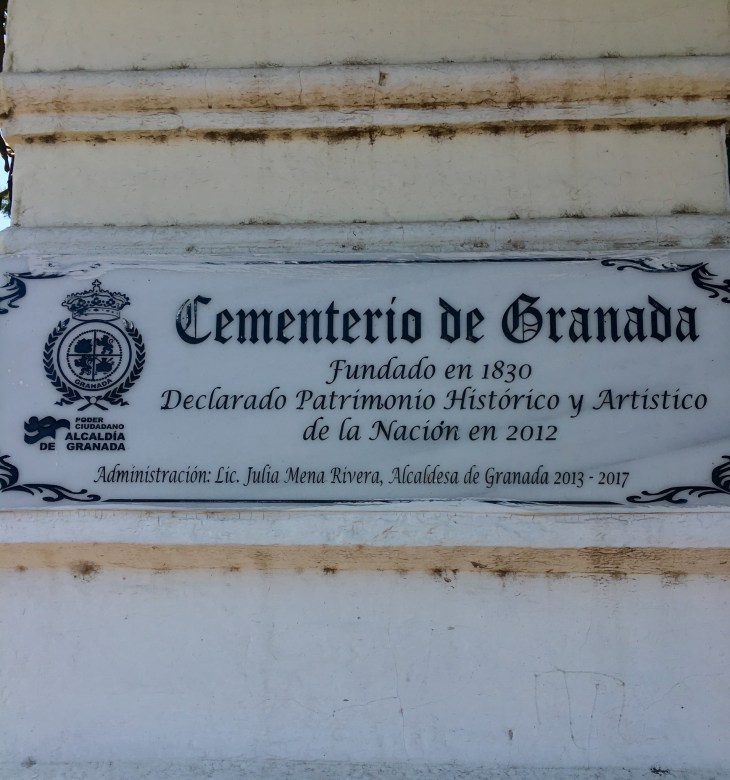 Cementerio de Granada
Fundado en 1830
Declarado Patrimonio Histórico y Artistico
de la Nación en 2012
GRANADA
PODER
CIUDADANO
ALCALDÍA
DE GRANADA
Administración: Lic. Julia Mena Rivera, Alcaldesa de Granada 2013 - 2017